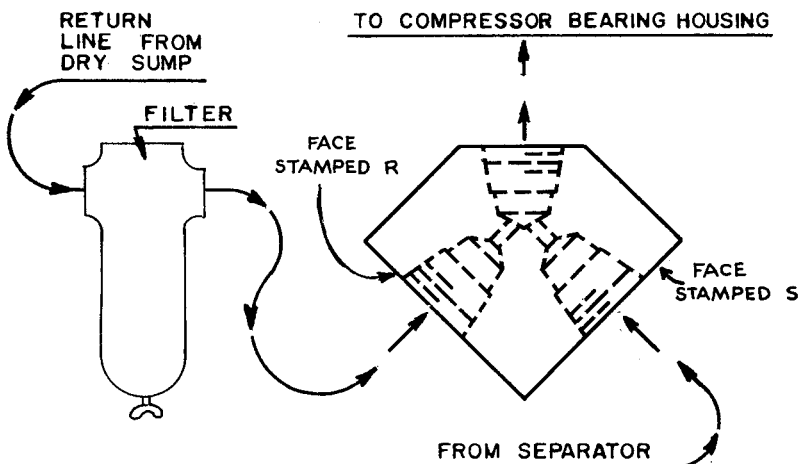 RETURN
LINE FROM
DRY SUMP
TO COMPRESSOR BEARING HOUSING
FILTER
FACE
STAMPED R
FACE
STAMPED S
FROM SEPARATOR